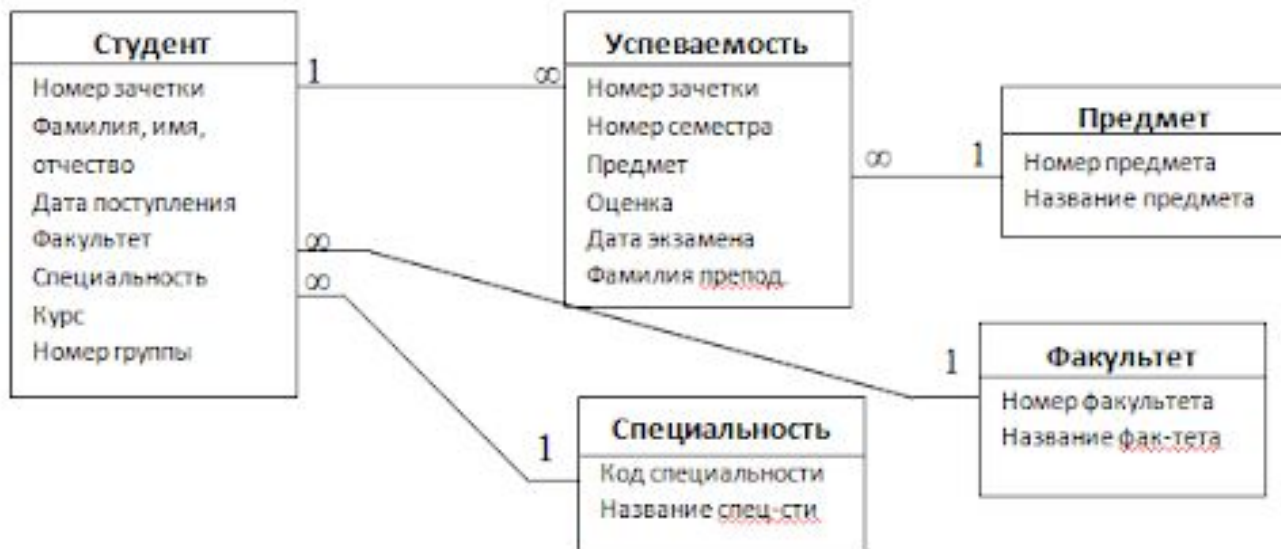 Студент
Номер зачетки
Фамилия, имя,
отчество
Дата поступления
Факультет
Специальность
Курс
Номер группы
1
∞
Успеваемость
Номер зачетки
Номер семестра
Предмет
Оценка
Дата экзамена
Фамилия препод.
∞
1
Предмет
Номер предмета
Название предмета
∞
∞
1
Факультет
Номер факультета
Название фак-тета
1
Специальность
Код специальности
Название спец-сти